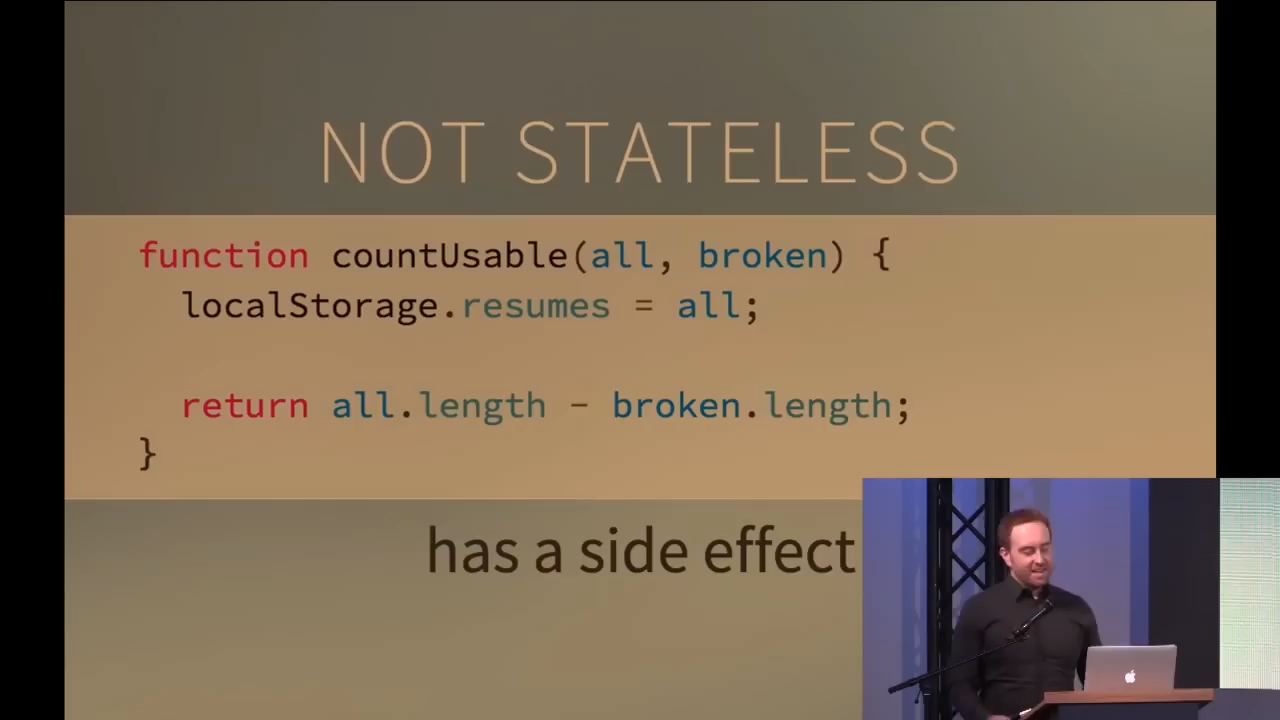 NOT STATELESS
function countUsable(all, broken) {
localStorage.resumes = all;
return all.length - broken.length;
}
has a side effect